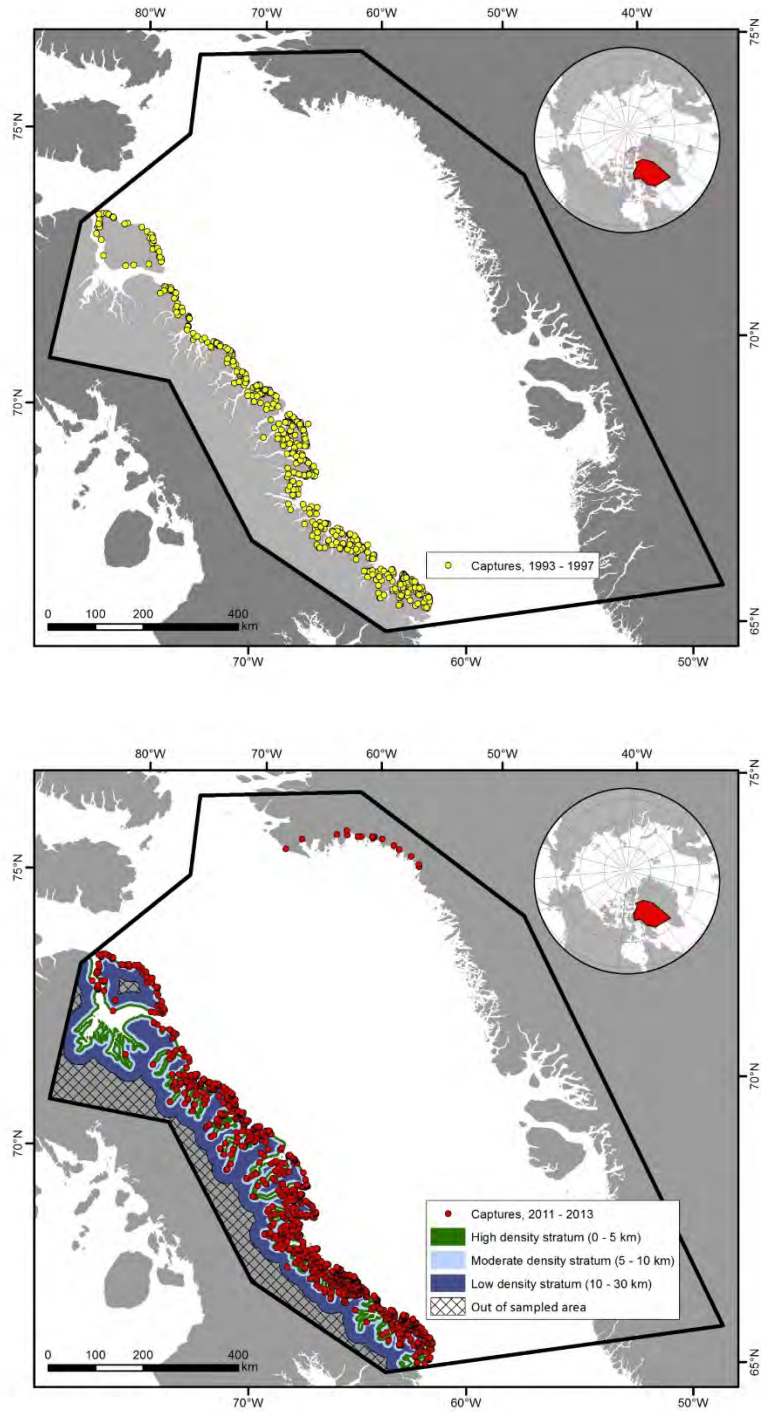 80°W 70°W 60°W 40°W
75°N
75°N
70°N
70°N
Captures, 1993 - 1997
0 100 200 400
km
65°N
70°W 60°W 50°W
80°W 70°W 60°W 40°W
75°N
75°N
70°N
70°N
Captures, 2011 - 2013
High density stratum (0 - 5 km)
Moderate density stratum (5 - 10 km)
Low density stratum (10 - 30 km)
Out of sampled area
0 100 200 400
km
65°N
70°W 60°W 50°W